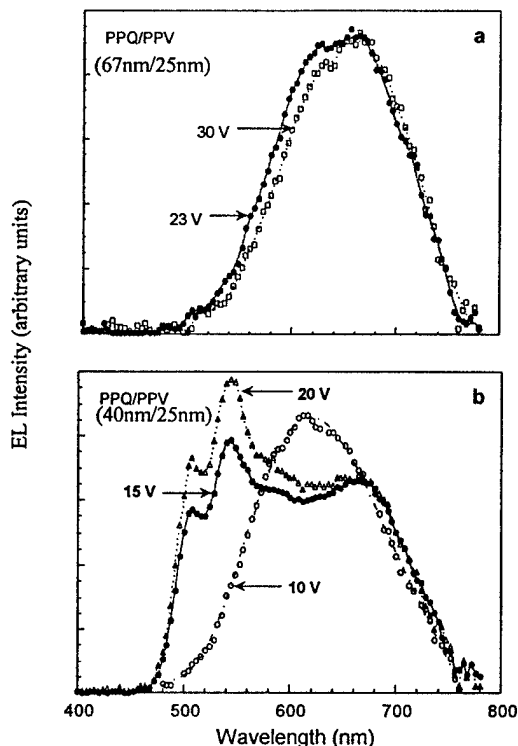 PPQ/PPV
(67nm/25nm)
a
30 V
23 V
EL Intensity (arbitrary units)
PPQ/PPV
(40nm/25nm)
b
20 V
15 V
10 V
400 500 600 700 800
Wavelength (nm)